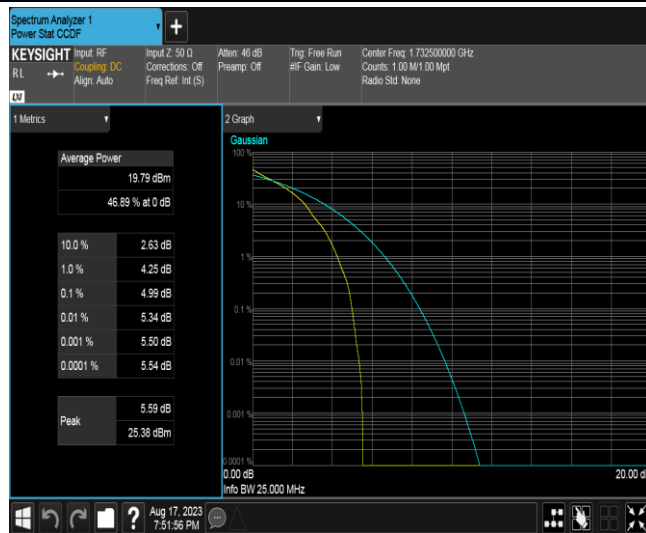 Spectrum Analyzer 1
Power Stat CCDF
KEYSIGHT
RL
Input: RF
Coupling: DC
Align: Auto
Input Z: 50 Ω
Corrections: Off
Freq Ref: Int (S)
Atten: 46 dB
Preamp: Off
Trig: Free Run
#IF Gain: Low
Center Freq: 1.732500000 GHz
Counts: 1.00 M/1.00 Mpt
Radio Std: None
LXI
1 Metrics
Average Power
19.79 dBm
46.89 % at 0 dB
10.0 % 2.63 dB
1.0 % 4.25 dB
0.1 % 4.99 dB
0.01 % 5.34 dB
0.001 % 5.50 dB
0.0001 % 5.54 dB
Peak
5.59 dB
25.38 dBm
2 Graph
Gaussian
100 %
10 %
1 %
0.1 %
0.01 %
0.001 %
0.0001 %
0.00 dB
20.00 d
Info BW 25.000 MHz
?
Aug 17, 2023
7:51:56 PM